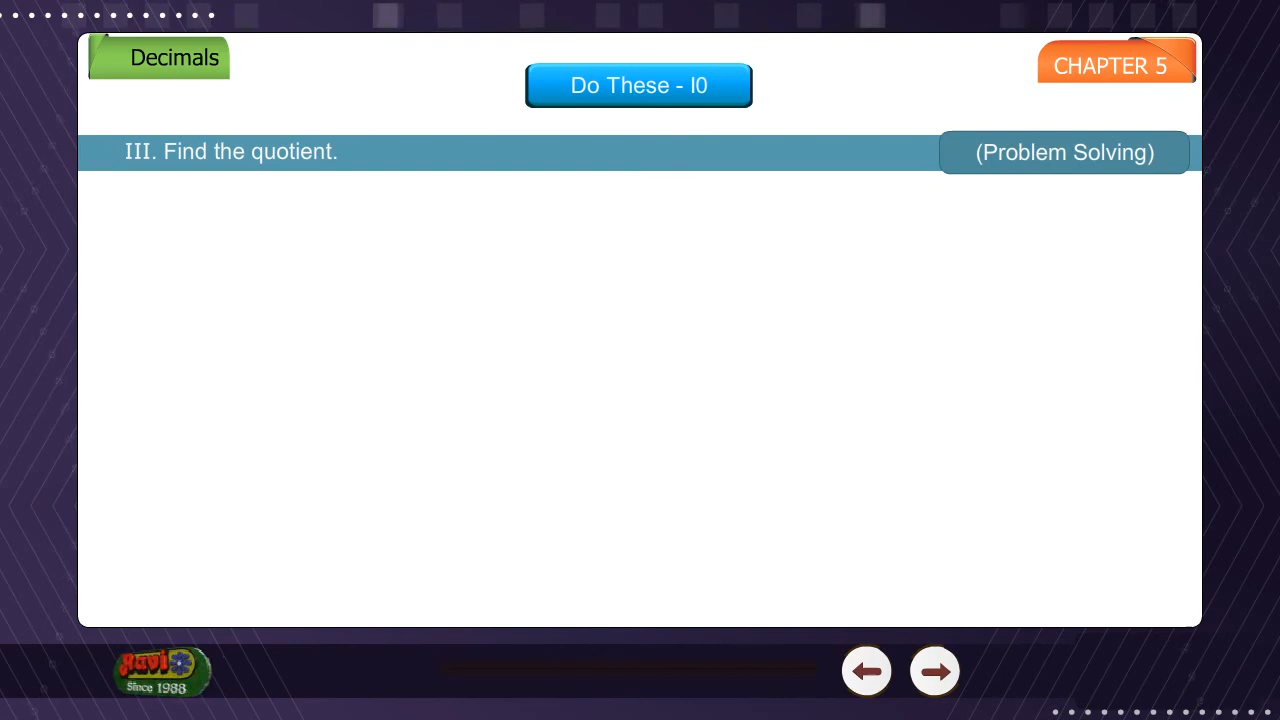 Decimals
CHAPTER 5
Do These - I0
III. Find the quotient.
(Problem Solving)
Ravi
Since 1988